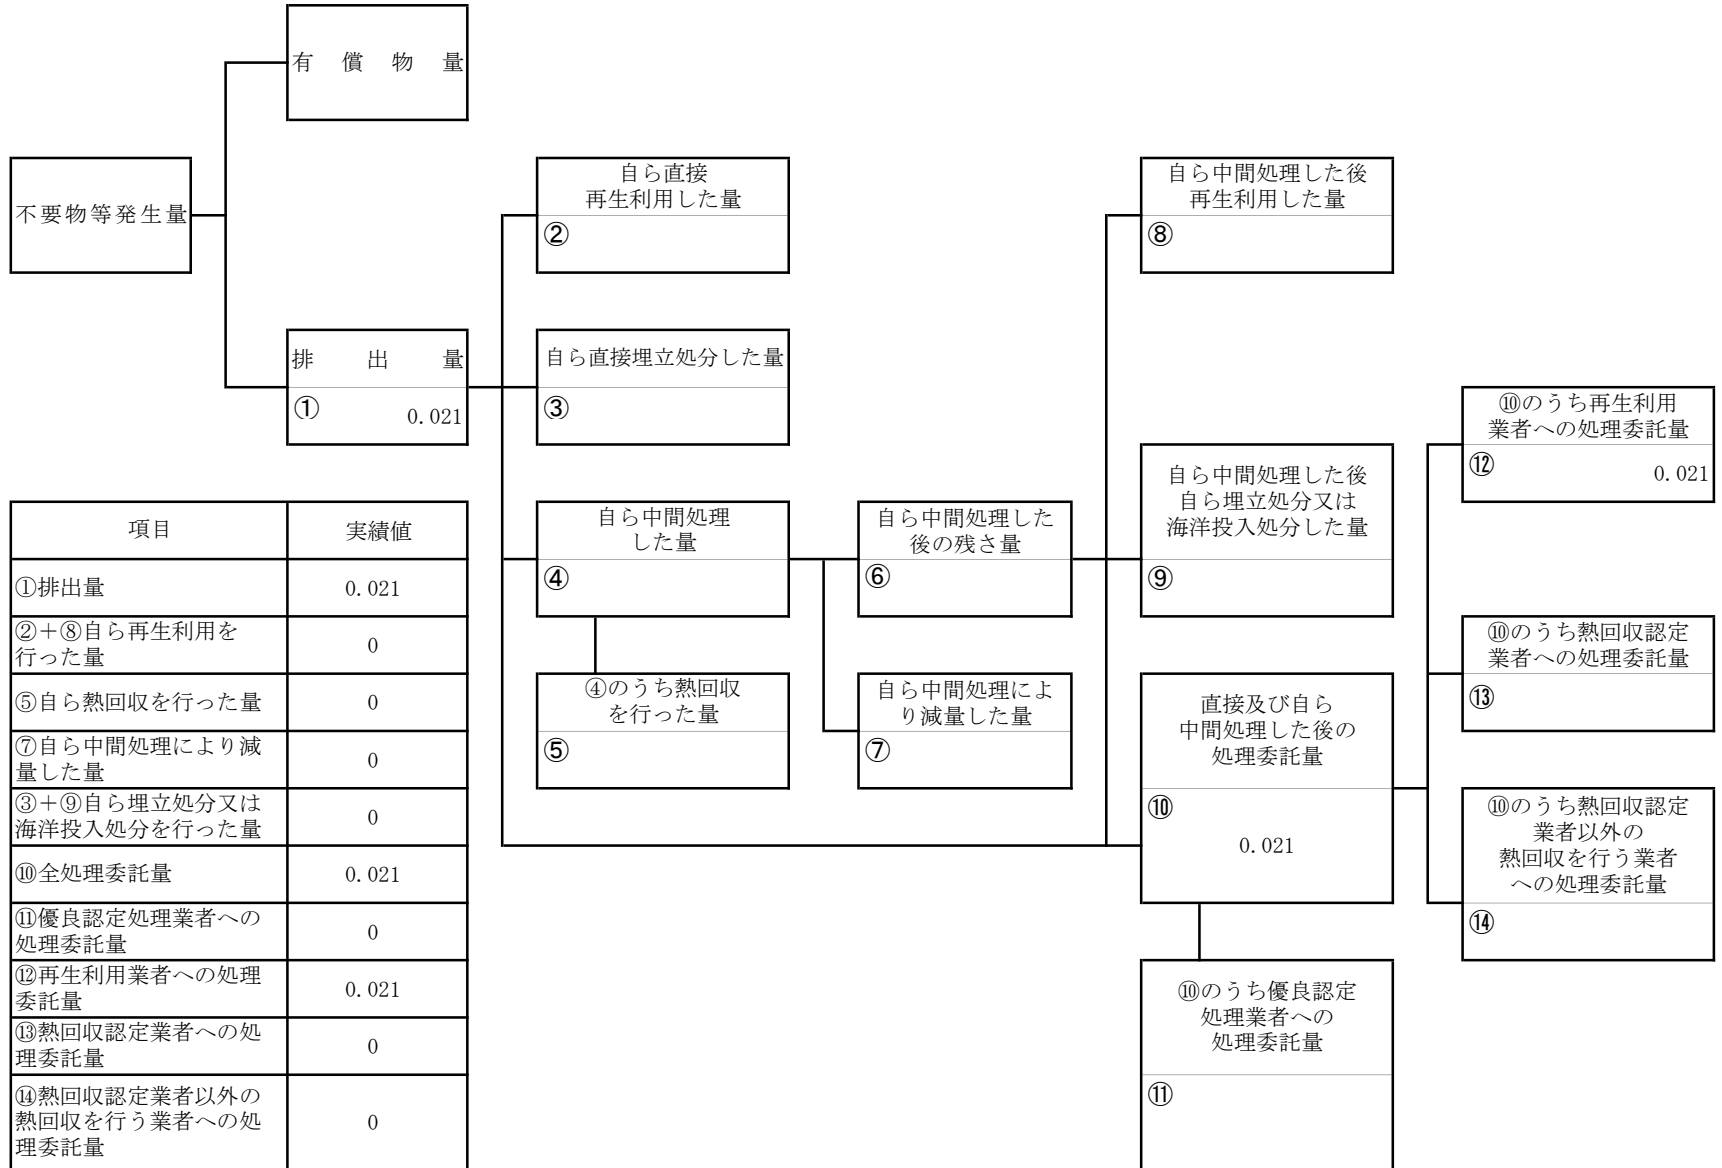 有償物量
不要物等発生量
自ら直接
再生利用した量
②
自ら中間処理した後
再生利用した量
⑧
排出量
① 0.021
自ら直接埋立処分した量
③
⑩のうち再生利用
業者への処理委託量
⑫ 0.021
自ら中間処理
した量
④
自ら中間処理した
後の残さ量
⑥
自ら中間処理した後
自ら埋立処分又は
海洋投入処分した量
⑨
⑩のうち熱回収認定
業者への処理委託量
⑬
④のうち熱回収
を行った量
⑤
自ら中間処理によ
り減量した量
⑦
直接及び自ら
中間処理した後の
処理委託量
⑩
0.021
⑩のうち熱回収認定
業者以外の
熱回収を行う業者
への処理委託量
⑭
⑩のうち優良認定
処理業者への
処理委託量
⑪
項目 実績値
①排出量 0.021
②＋⑧自ら再生利用を
行った量 0
⑤自ら熱回収を行った量 0
⑦自ら中間処理により減
量した量 0
③＋⑨自ら埋立処分又は
海洋投入処分を行った量 0
⑩全処理委託量 0.021
⑪優良認定処理業者への
処理委託量 0
⑫再生利用業者への処理
委託量 0.021
⑬熱回収認定業者への処
理委託量 0
⑭熱回収認定業者以外の
熱回収を行う業者への処
理委託量 0